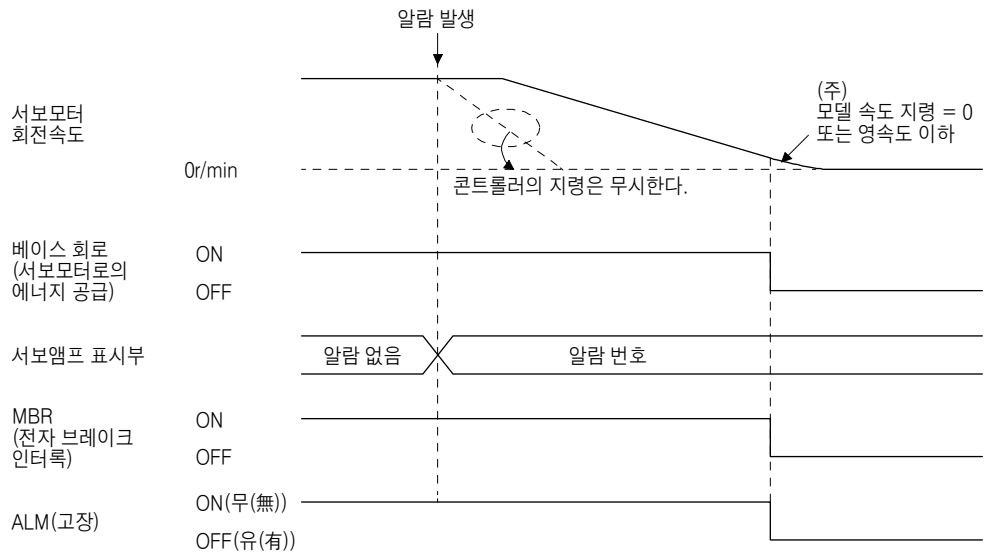 알람 발생
서보모터
회전속도
0r/min
(주)
모델 속도 지령 = 0
또는 영속도 이하
콘트롤러의 지령은 무시한다.
베이스 회로
(서보모터로의
에너지 공급)
ON
OFF
서보앰프 표시부
알람 없음
알람 번호
MBR
(전자 브레이크
인터록)
ON
OFF
ALM(고장)
ON(무(無))
OFF(유(有))